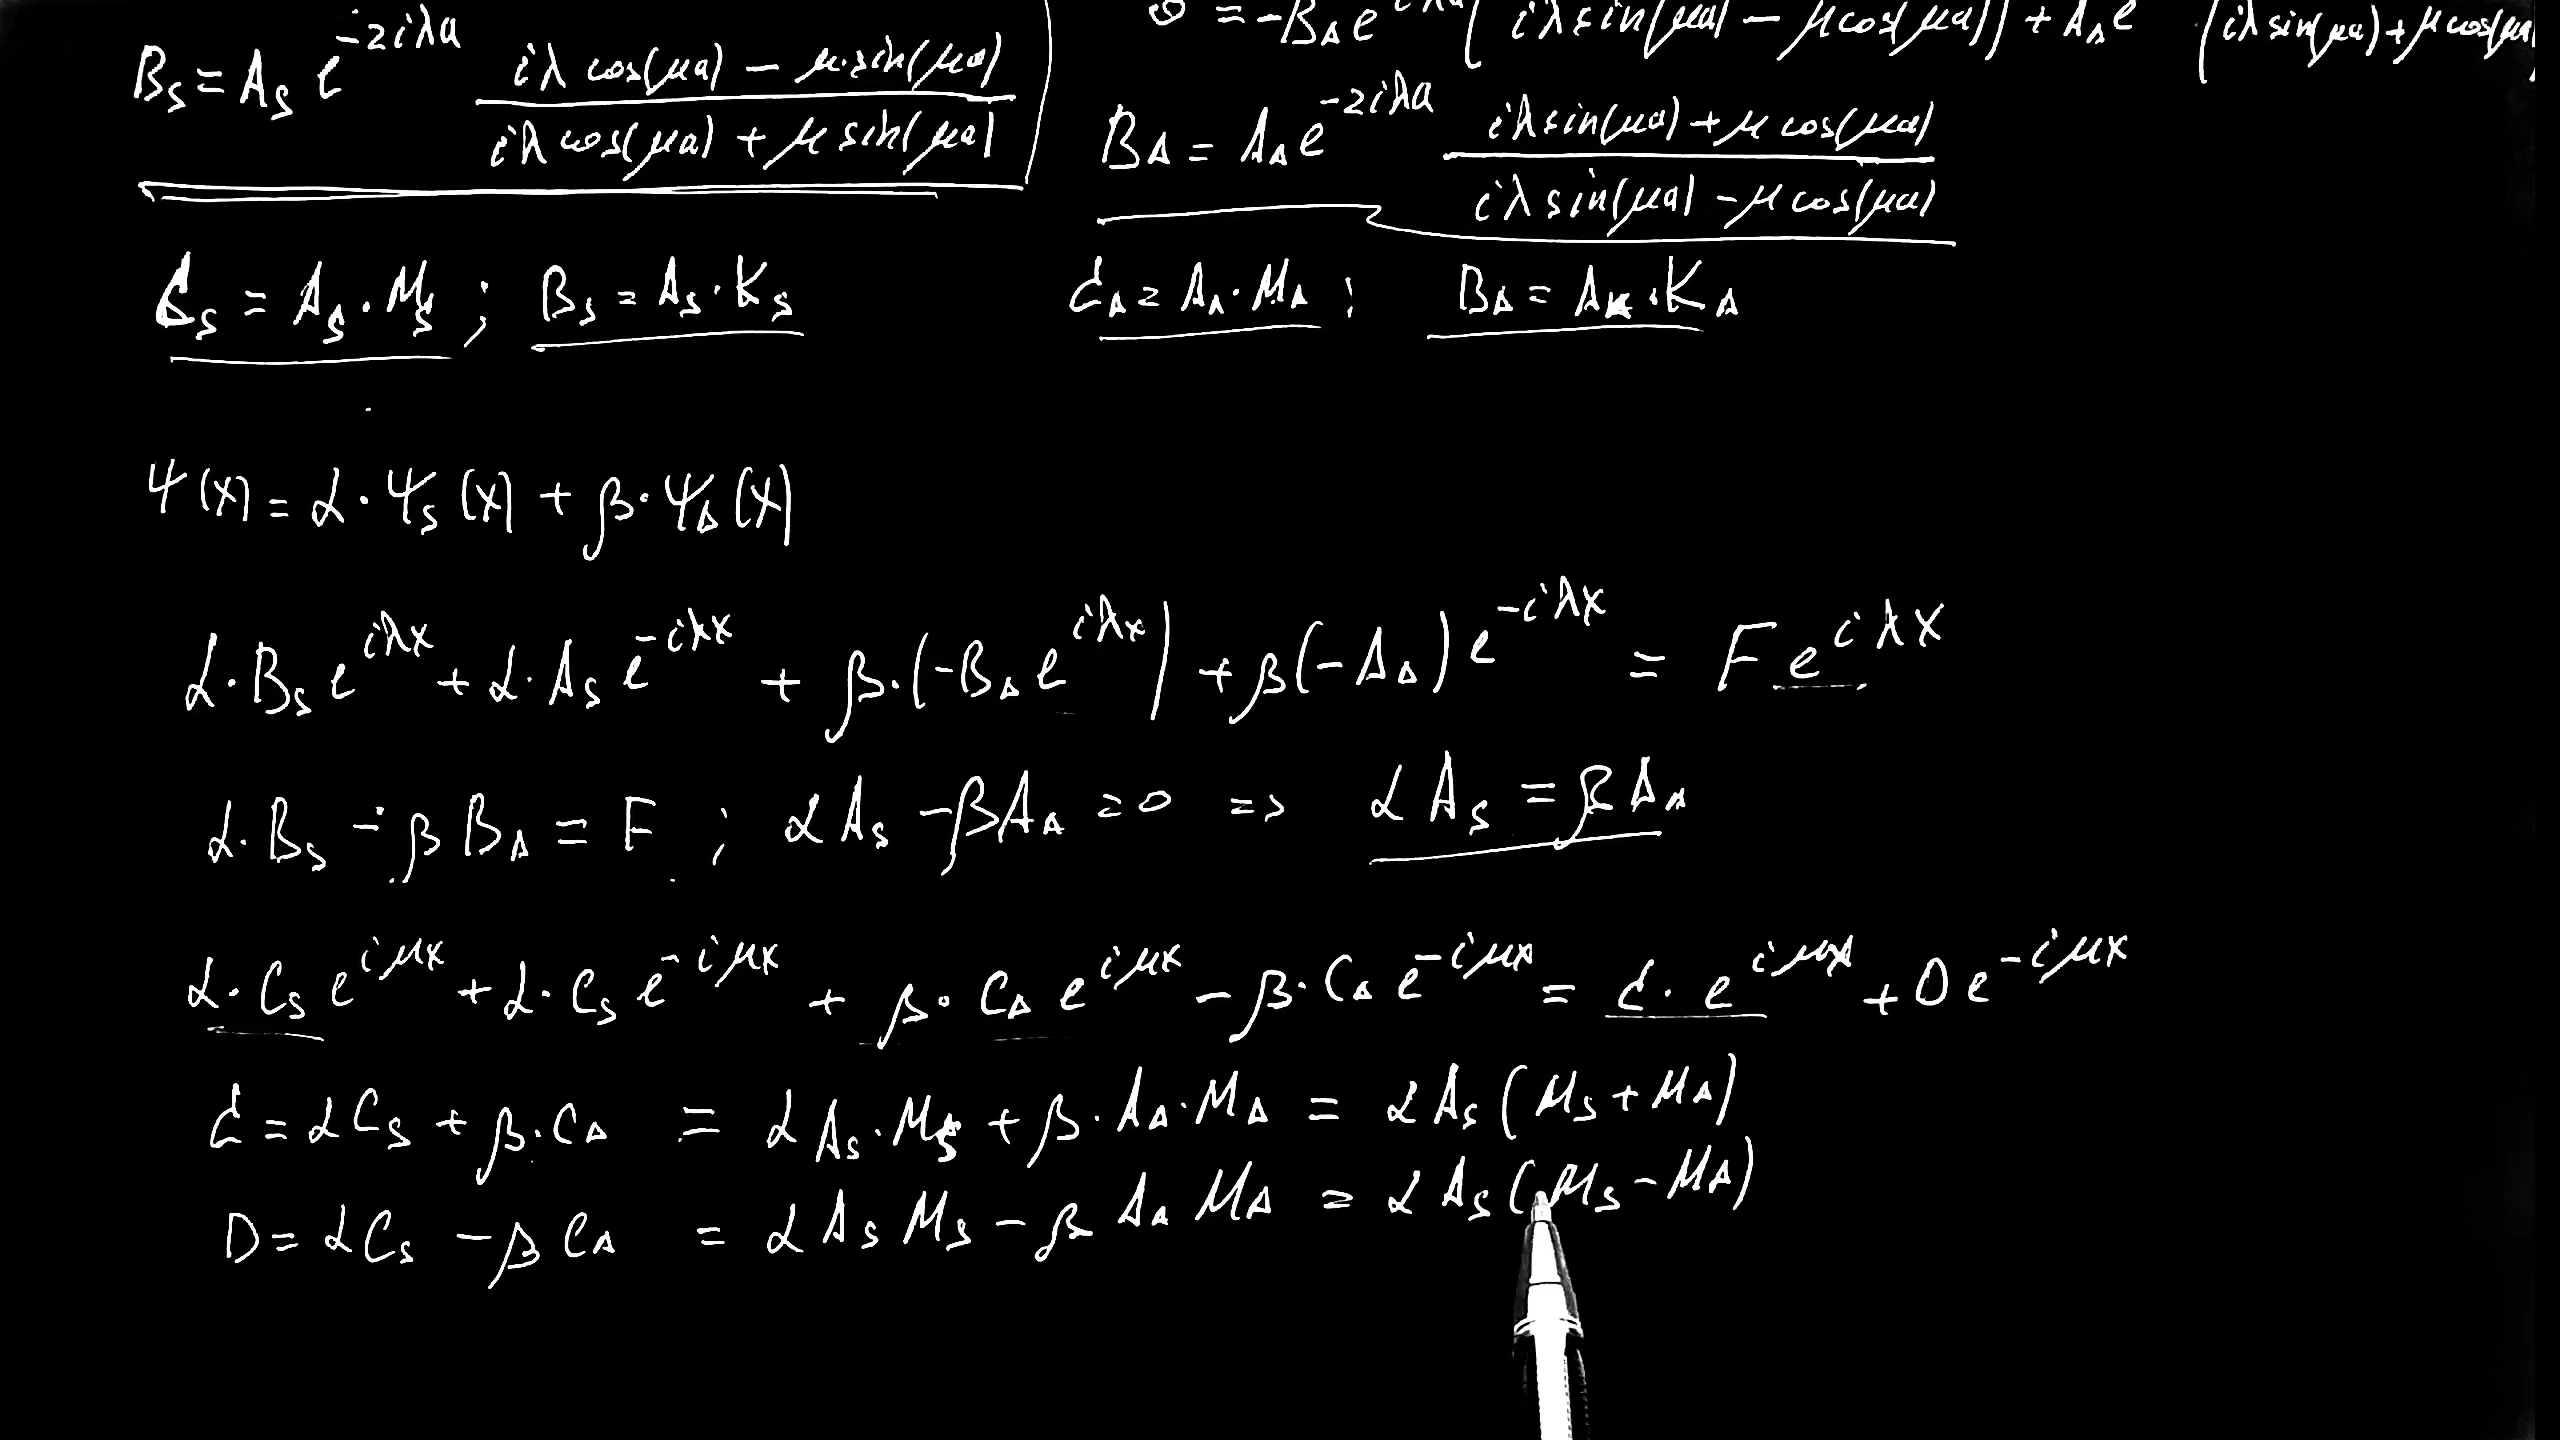 B_S = A_S e^{-2iλa} (iλ cos(μa) - μ·sin(μa)) / (iλ cos(μa) + μ sin(μa))
0 = -B_A e^{iλa} ( iλ sin(μa) - μ cos(μa)) + A_A e (iλ sin(μa) + μ cos(μa)
B_A = A_A e^{-2iλa} (iλ sin(μa) + μ cos(μa)) / (iλ sin(μa) - μ cos(μa))
C_S = A_S · M_S ; B_S = A_S · K_S
C_A = A_A · M_A ; B_A = A_A · K_A
Ψ(x) = α · Ψ_S(x) + β · Ψ_A(x)
α · B_S e^{iλx} + α · A_S e^{-iλx} + β · (-B_A e^{iλx}) + β(-A_A) e^{-iλx} = F e^{iλx}
α · B_S - β B_A = F ; α A_S - β A_A = 0 => α A_S = β A_A
α · C_S e^{iμx} + α · C_S e^{-iμx} + β · C_A e^{iμx} - β · C_A e^{-iμx} = C · e^{iμx} + D e^{-iμx}
C = α C_S + β · C_A = α A_S · M_S + β · A_A · M_A = α A_S (M_S + M_A)
D = α C_S - β C_A = α A_S M_S - β A_A M_A = α A_S (M_S - M_A)